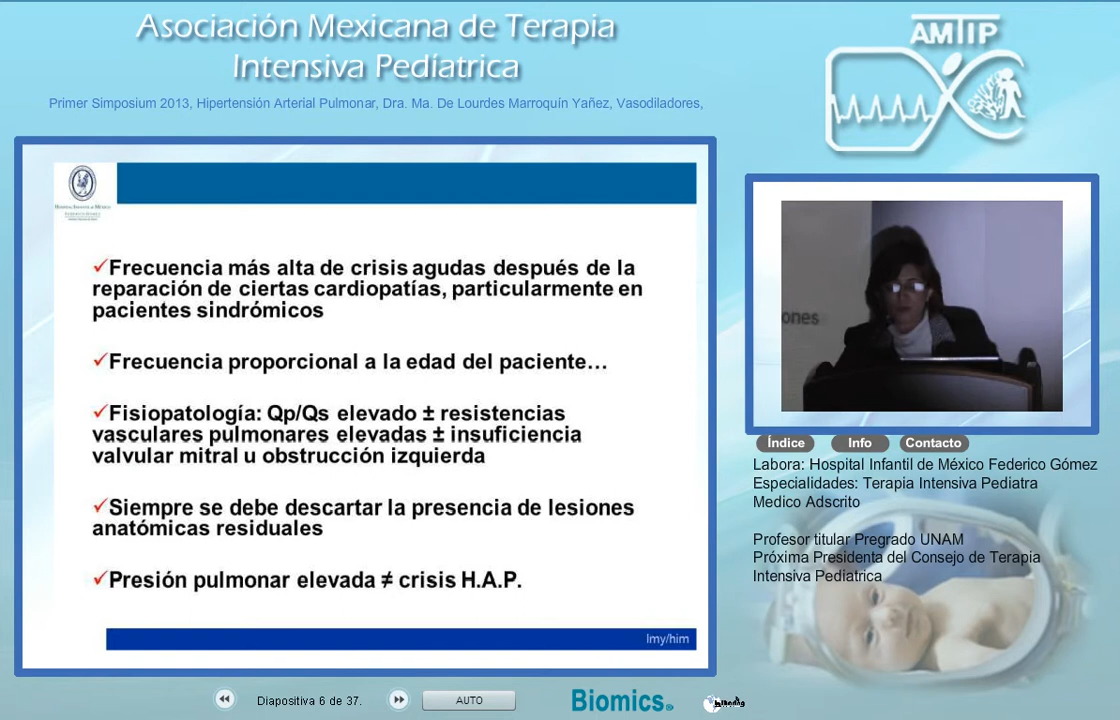 Asociación Mexicana de Terapia
Intensiva Pedíatrica
AMTIP
Primer Simposium 2013, Hipertensión Arterial Pulmonar, Dra. Ma. De Lourdes Marroquín Yañez, Vasodiladores,
✓Frecuencia más alta de crisis agudas después de la
reparación de ciertas cardiopatías, particularmente en
pacientes sindrómicos
✓Frecuencia proporcional a la edad del paciente…
✓Fisiopatología: Qp/Qs elevado ± resistencias
vasculares pulmonares elevadas ± insuficiencia
valvular mitral u obstrucción izquierda
✓Siempre se debe descartar la presencia de lesiones
anatómicas residuales
✓Presión pulmonar elevada ≠ crisis H.A.P.
lmy/him
ones
Índice Info Contacto
Labora: Hospital Infantil de México Federico Gómez
Especialidades: Terapia Intensiva Pediatra
Medico Adscrito
Profesor titular Pregrado UNAM
Próxima Presidenta del Consejo de Terapia
Intensiva Pedíatrica
Diapositiva 6 de 37.
AUTO
Biomics®